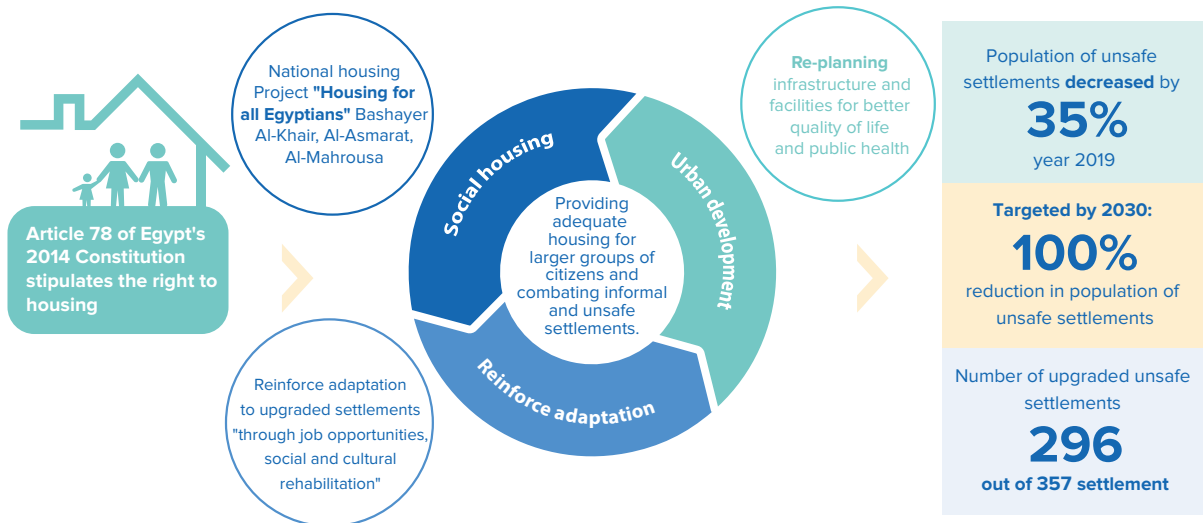 Article 78 of Egypt's
2014 Constitution
stipulates the right to
housing
National housing
Project "Housing for
all Egyptians" Bashayer
Al-Khair, Al-Asmarat,
Al-Mahrousa
Reinforce adaptation
to upgraded settlements
"through job opportunities,
social and cultural
rehabilitation"
Social housing
Urban development
Reinforce adaptation
Providing
adequate
housing for
larger groups of
citizens and
combating informal
and unsafe
settlements.
Re-planning
infrastructure and
facilities for better
quality of life
and public health
Population of unsafe
settlements decreased by
35%
year 2019
Targeted by 2030:
100%
reduction in population of
unsafe settlements
Number of upgraded unsafe
settlements
296
out of 357 settlement